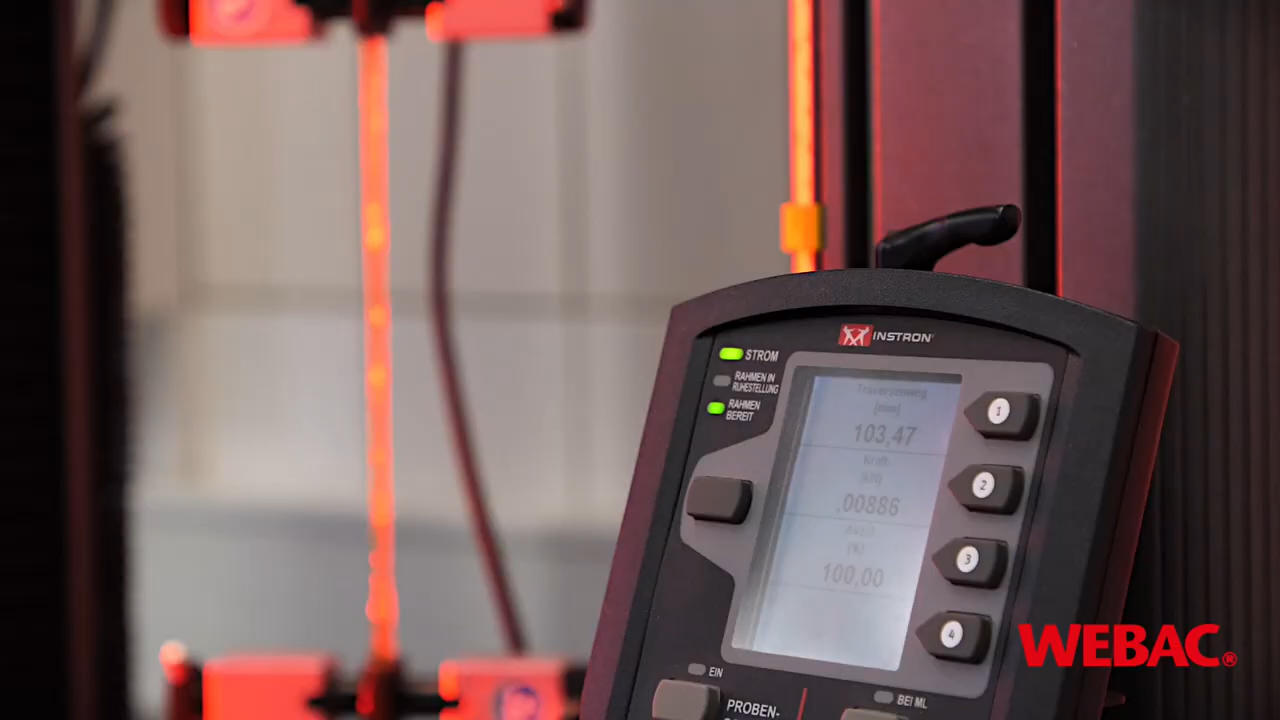 INSTRON
STROM
RAHMEN IN
RUHESTELLUNG
RAHMEN
BEREIT
[mm]
103,47
Kraft
[kN]
.00886
[%]
100,00
1
2
3
4
EIN
PROBEN-
BEI ML
WEBAC®